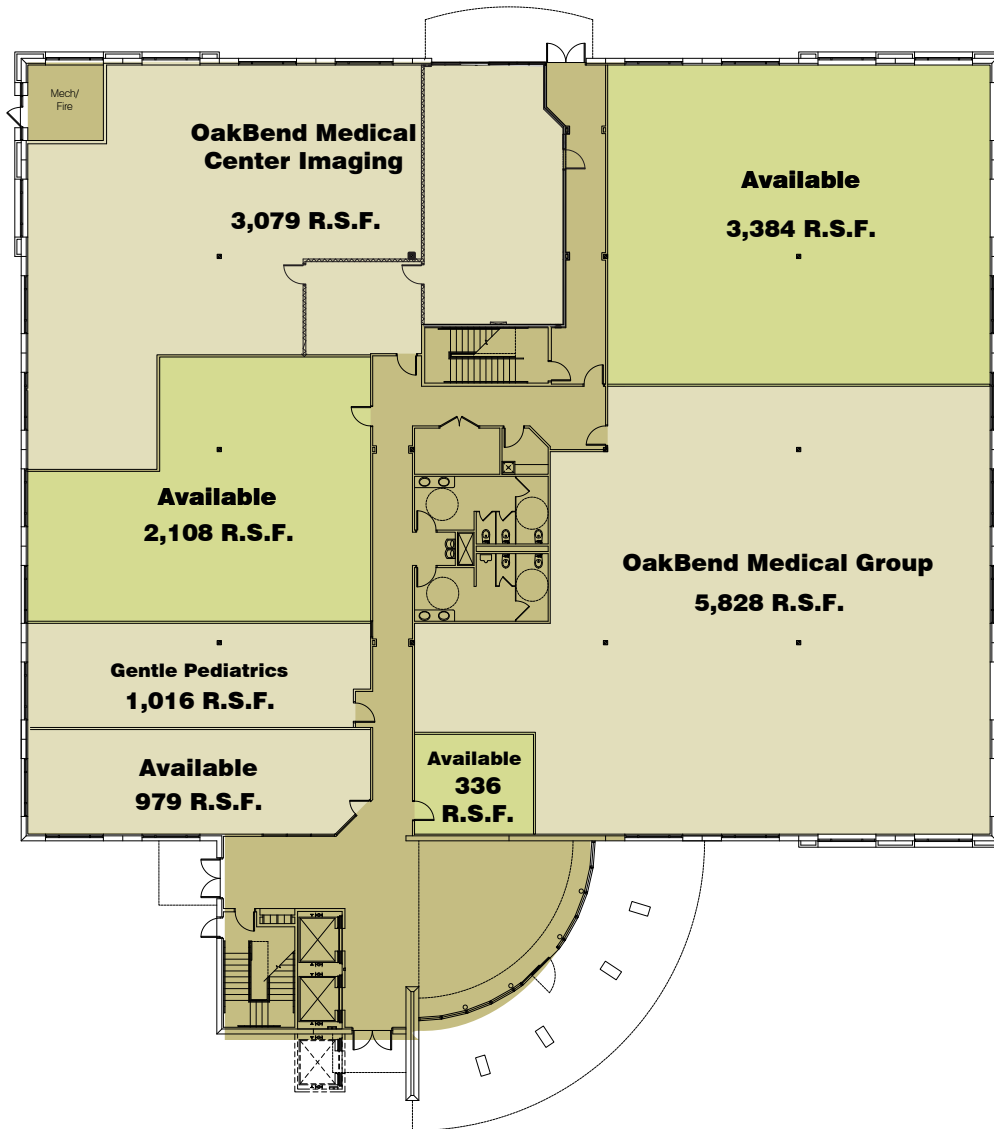 Mech/
Fire
OakBend Medical
Center Imaging
3,079 R.S.F.
Available
3,384 R.S.F.
Available
2,108 R.S.F.
OakBend Medical Group
5,828 R.S.F.
Gentle Pediatrics
1,016 R.S.F.
Available
979 R.S.F.
Available
336
R.S.F.